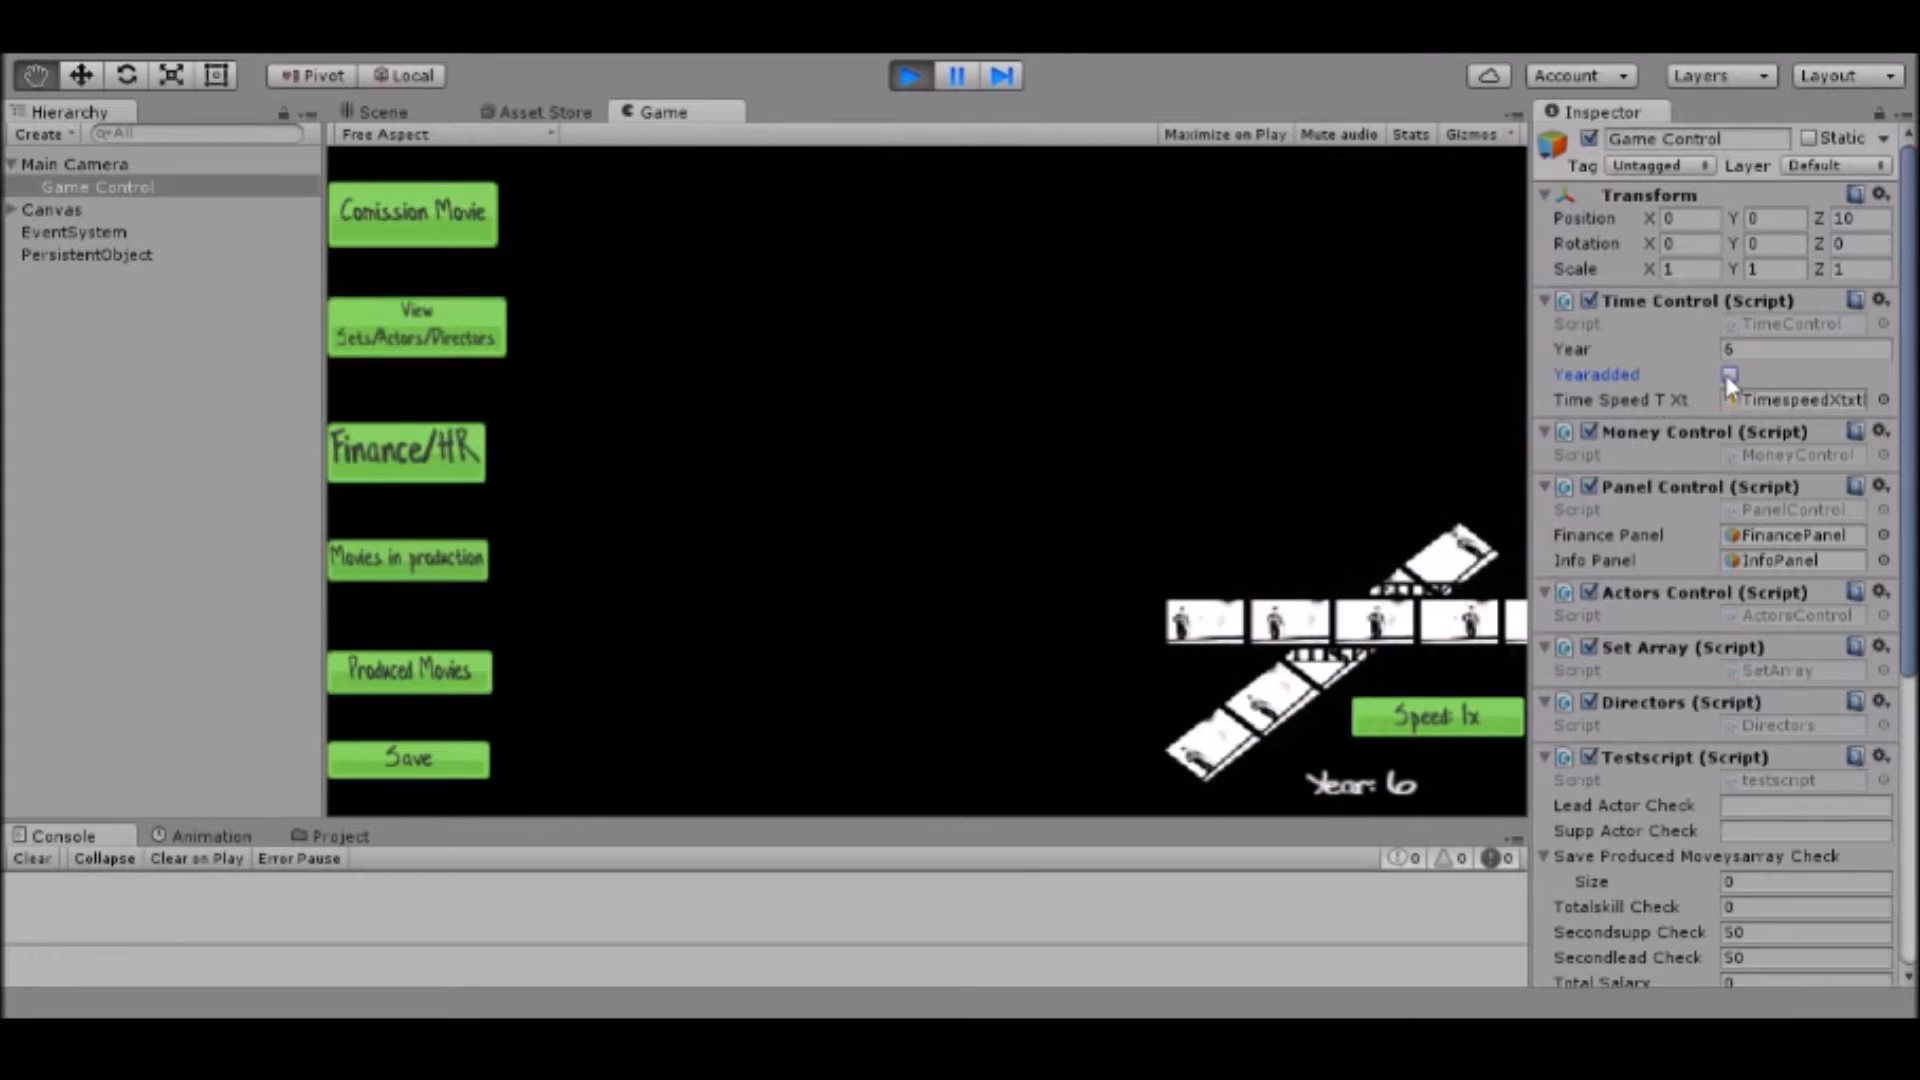 Pivot Local Account Layers Layout
Hierarchy Scene Asset Store Game Inspector
Create All Free Aspect Maximize on Play Mute audio Stats Gizmos
Game Control Static
Tag Untagged Layer Default
Main Camera
Game Control
Canvas
EventSystem
PersistentObject
Comission Movie
View
Sets/Actors/Directors
Finance/HR
Movies in production
Produced Movies
Save
Speed: 1x
Year: 6
Transform
Position X 0 Y 0 Z 10
Rotation X 0 Y 0 Z 0
Scale X 1 Y 1 Z 1
Time Control (Script)
Script TimeControl
Year 6
Yearadded
Time Speed T Xt TimespeedXtxt
Money Control (Script)
Script MoneyControl
Panel Control (Script)
Script PanelControl
Finance Panel FinancePanel
Info Panel InfoPanel
Actors Control (Script)
Script ActorsControl
Set Array (Script)
Script SetArray
Directors (Script)
Script Directors
Testscript (Script)
Script testscript
Lead Actor Check
Supp Actor Check
Save Produced Moveysarray Check
Size 0
Totalskill Check 0
Secondsupp Check 50
Secondlead Check 50
Total Salary 0
Console Animation Project
Clear Collapse Clear on Play Error Pause 0 0 0